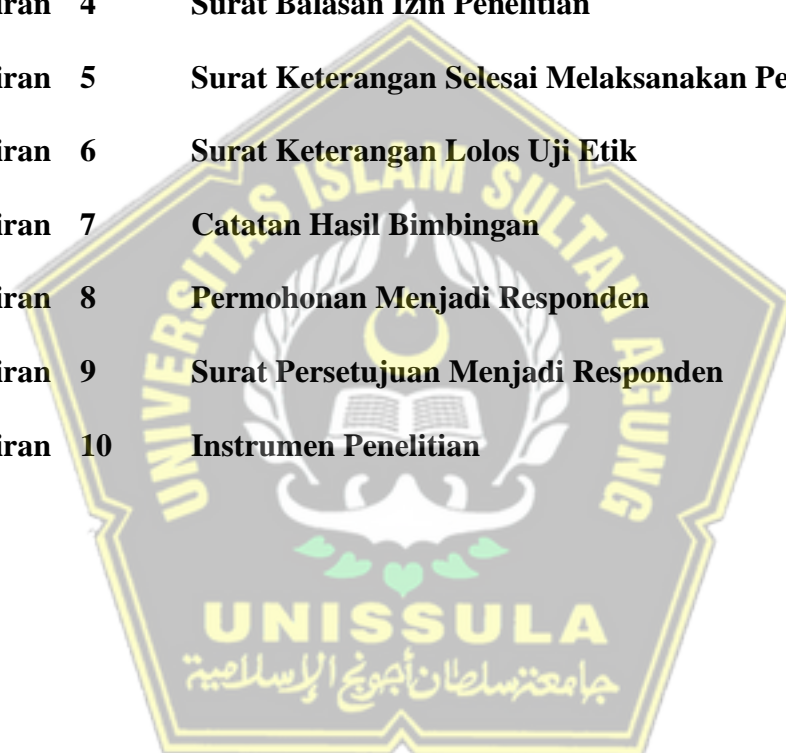 iran 4 Surat Balasan Izin Penelitian
iran 5 Surat Keterangan Selesai Melaksanakan Pe
iran 6 Surat Keterangan Lolos Uji Etik
iran 7 Catatan Hasil Bimbingan
iran 8 Permohonan Menjadi Responden
iran 9 Surat Persetujuan Menjadi Responden
iran 10 Instrumen Penelitian
UNIVERSITAS ISLAM SULTAN AGUNG
UNISSULA
جامعة سلطان أجونج الإسلامية